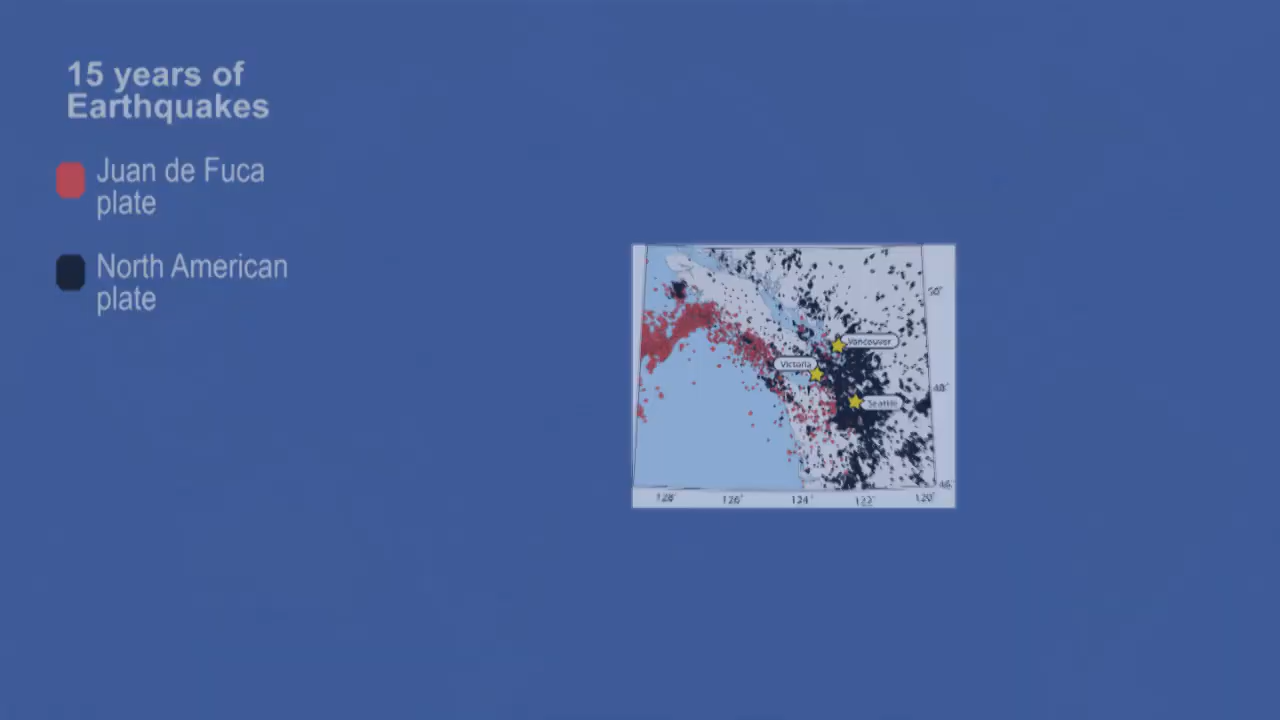 15 years of
Earthquakes
Juan de Fuca
plate
North American
plate
50°
Vancouver
Victoria
48°
Seattle
46°
128°
126°
124°
122°
120°